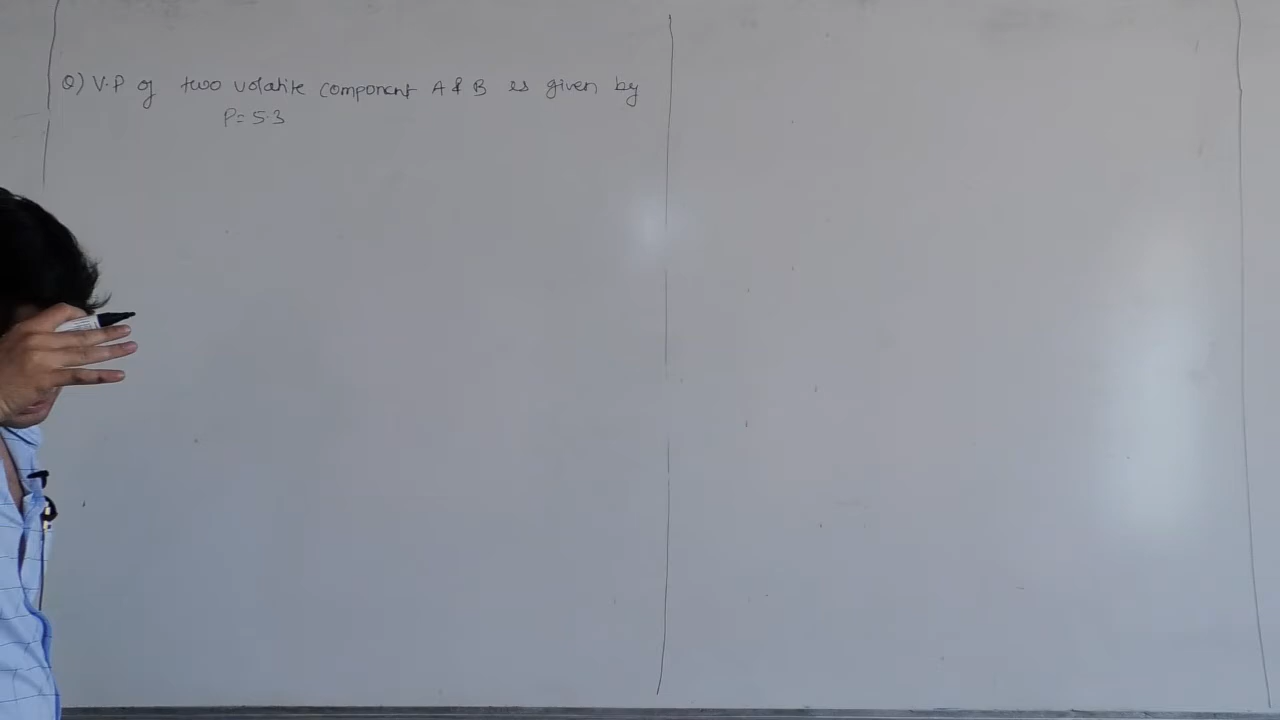 Q) V.P of two volatile component A & B is given by
P= 5.3